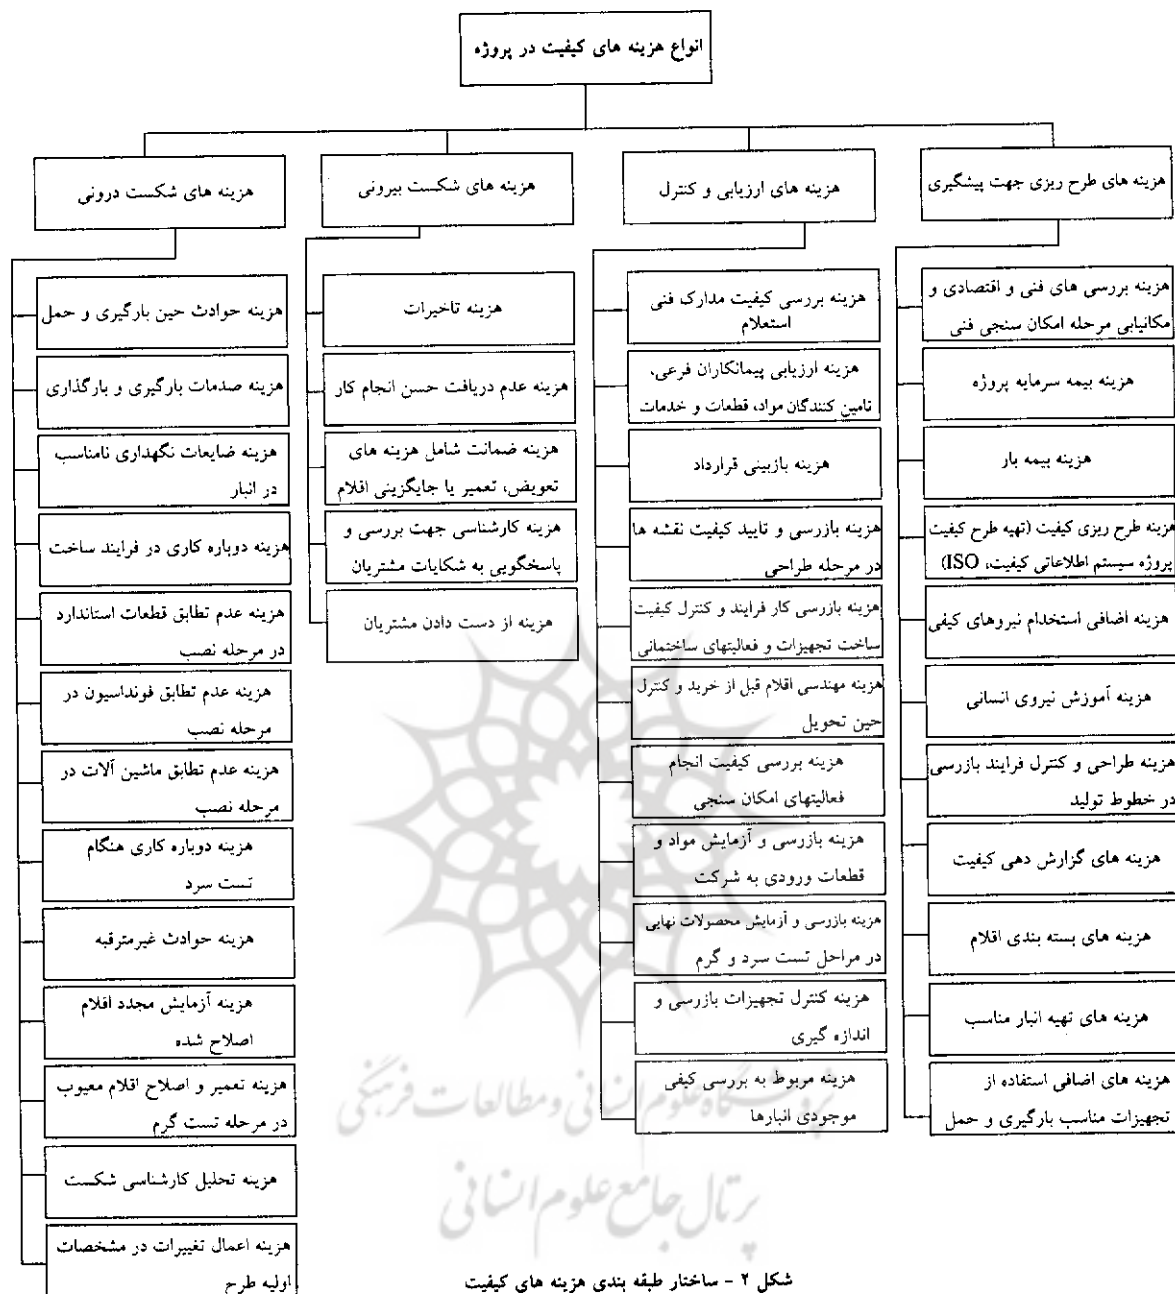 انواع هزینه های کیفیت در پروژه
هزینه های طرح ریزی جهت پیشگیری
هزینه بررسی های فنی و اقتصادی و
مکانیابی مرحله امکان سنجی فنی
هزینه بیمه سرمایه پروژه
هزینه بیمه بار
هزینه طرح ریزی کیفیت (تهیه طرح کیفیت
پروژه سیستم اطلاعاتی کیفیت، ISO)
هزینه اضافی استخدام نیروهای کیفی
هزینه آموزش نیروی انسانی
هزینه طراحی و کنترل فرایند بازرسی
در خطوط تولید
هزینه های گزارش دهی کیفیت
هزینه های بسته بندی اقلام
هزینه های تهیه انبار مناسب
هزینه های اضافی استفاده از
تجهیزات مناسب بارگیری و حمل
هزینه های ارزیابی و کنترل
هزینه بررسی کیفیت مدارک فنی
استعلام
هزینه ارزیابی پیمانکاران فرعی،
تامین کنندگان مواد، قطعات و خدمات
هزینه بازبینی قرارداد
هزینه بازرسی و تایید کیفیت نقشه ها
در مرحله طراحی
هزینه بازرسی کار فرایند و کنترل کیفیت
ساخت تجهیزات و فعالیتهای ساختمانی
هزینه مهندسی اقلام قبل از خرید و کنترل
حین تحویل
هزینه بررسی کیفیت انجام
فعالیتهای امکان سنجی
هزینه بازرسی و آزمایش مواد و
قطعات ورودی به شرکت
هزینه بازرسی و آزمایش محصولات نهایی
در مراحل تست سرد و گرم
هزینه کنترل تجهیزات بازرسی و
اندازه گیری
هزینه مربوط به بررسی کیفی
موجودی انبارها
هزینه های شکست بیرونی
هزینه تاخیرات
هزینه عدم دریافت حسن انجام کار
هزینه ضمانت شامل هزینه های
تعویض، تعمیر یا جایگزینی اقلام
هزینه کارشناسی جهت بررسی و
پاسخگویی به شکایات مشتریان
هزینه از دست دادن مشتریان
هزینه های شکست درونی
هزینه حوادث حین بارگیری و حمل
هزینه صدمات بارگیری و بارگذاری
هزینه ضایعات نگهداری نامناسب
در انبار
هزینه دوباره کاری در فرایند ساخت
هزینه عدم تطابق قطعات استاندارد
در مرحله نصب
هزینه عدم تطابق فونداسیون در
مرحله نصب
هزینه عدم تطابق ماشین آلات در
مرحله نصب
هزینه دوباره کاری هنگام
تست سرد
هزینه حوادث غیرمترقبه
هزینه آزمایش مجدد اقلام
اصلاح شده
هزینه تعمیر و اصلاح اقلام معیوب
در مرحله تست گرم
هزینه تحلیل کارشناسی شکست
هزینه اعمال تغییرات در مشخصات
اولیه طرح
پژوهشگاه علوم انسانی و مطالعات فرهنگی
پرتال جامع علوم انسانی
شکل ۲ - ساختار طبقه بندی هزینه های کیفیت